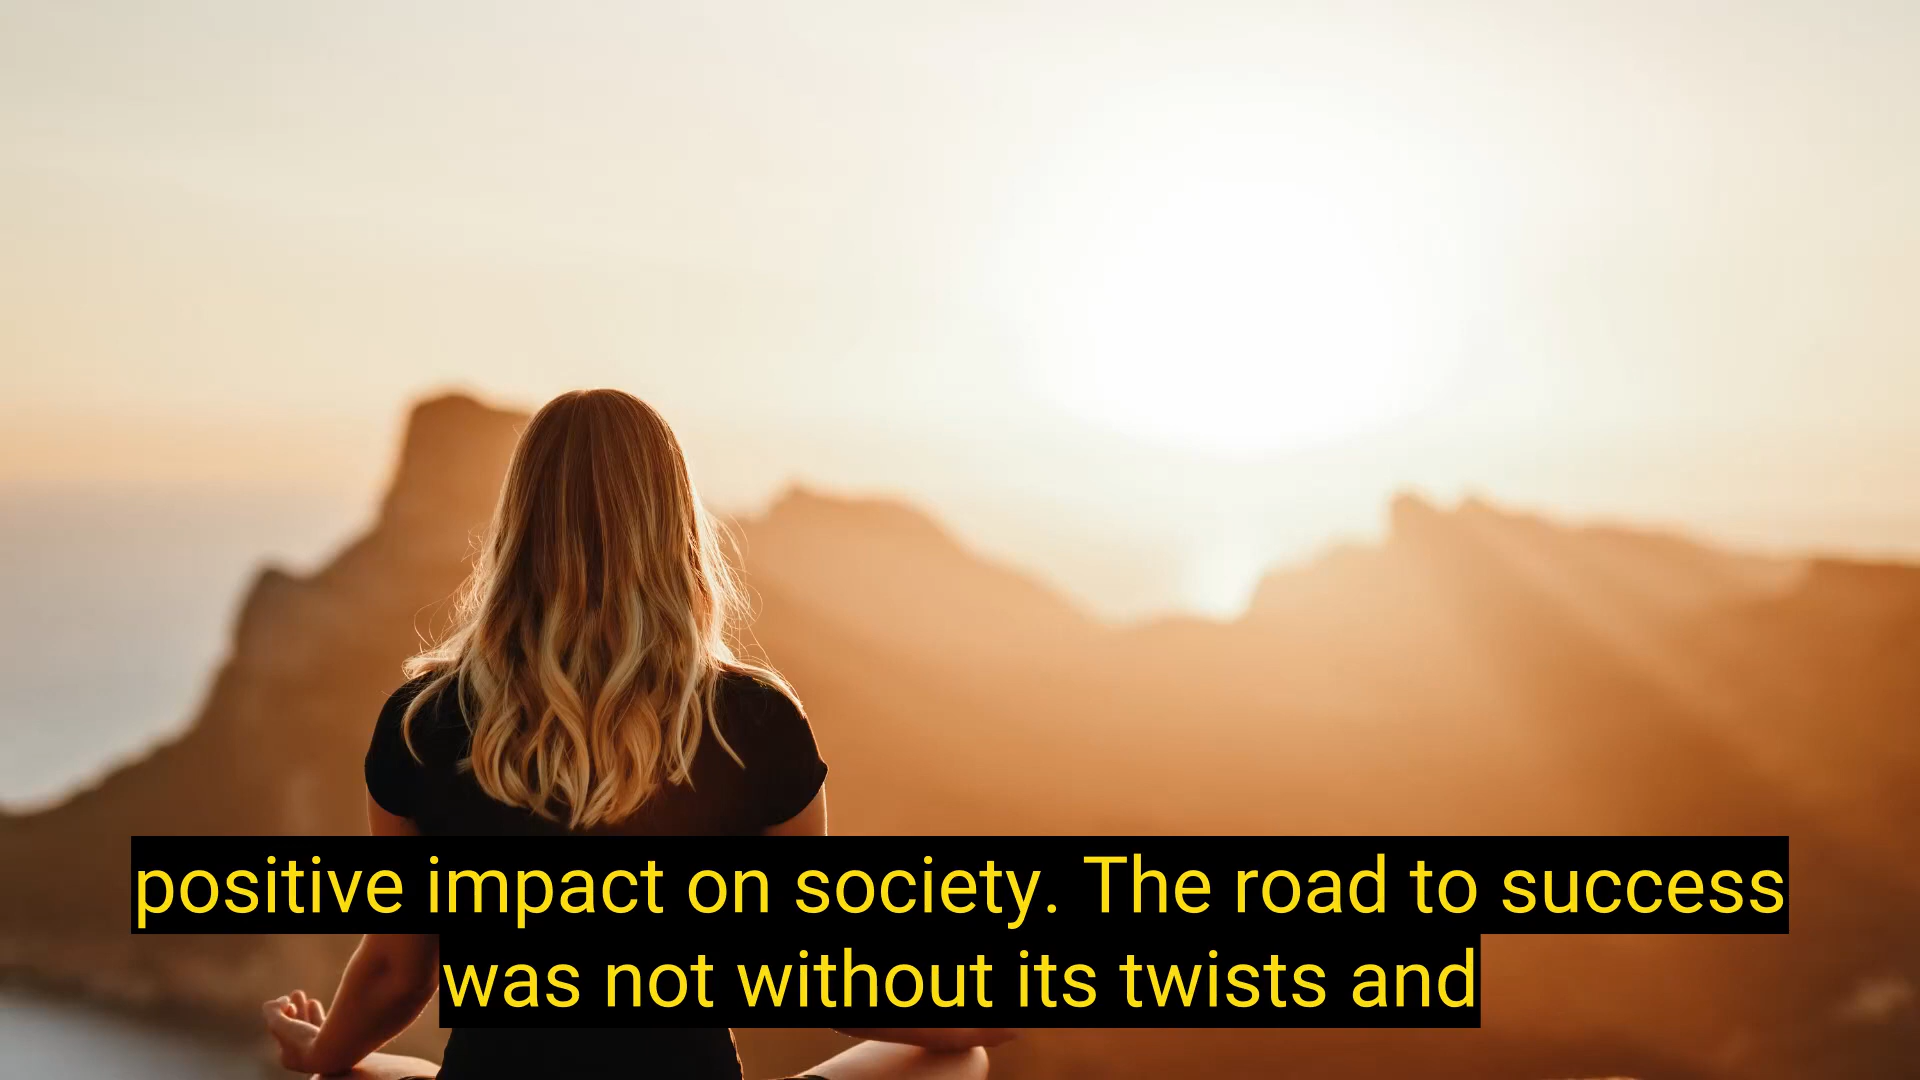 positive impact on society. The road to success
was not without its twists and